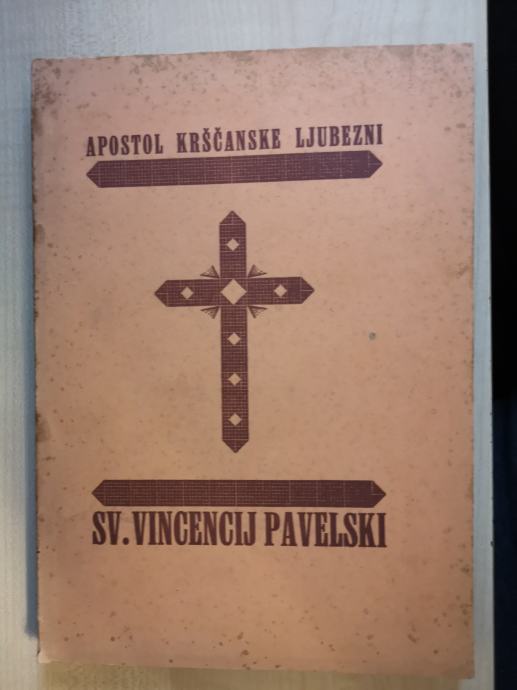 APOSTOL KRŠČANSKE LJUBEZNI
SV. VINCENCIJ PAVELSKI